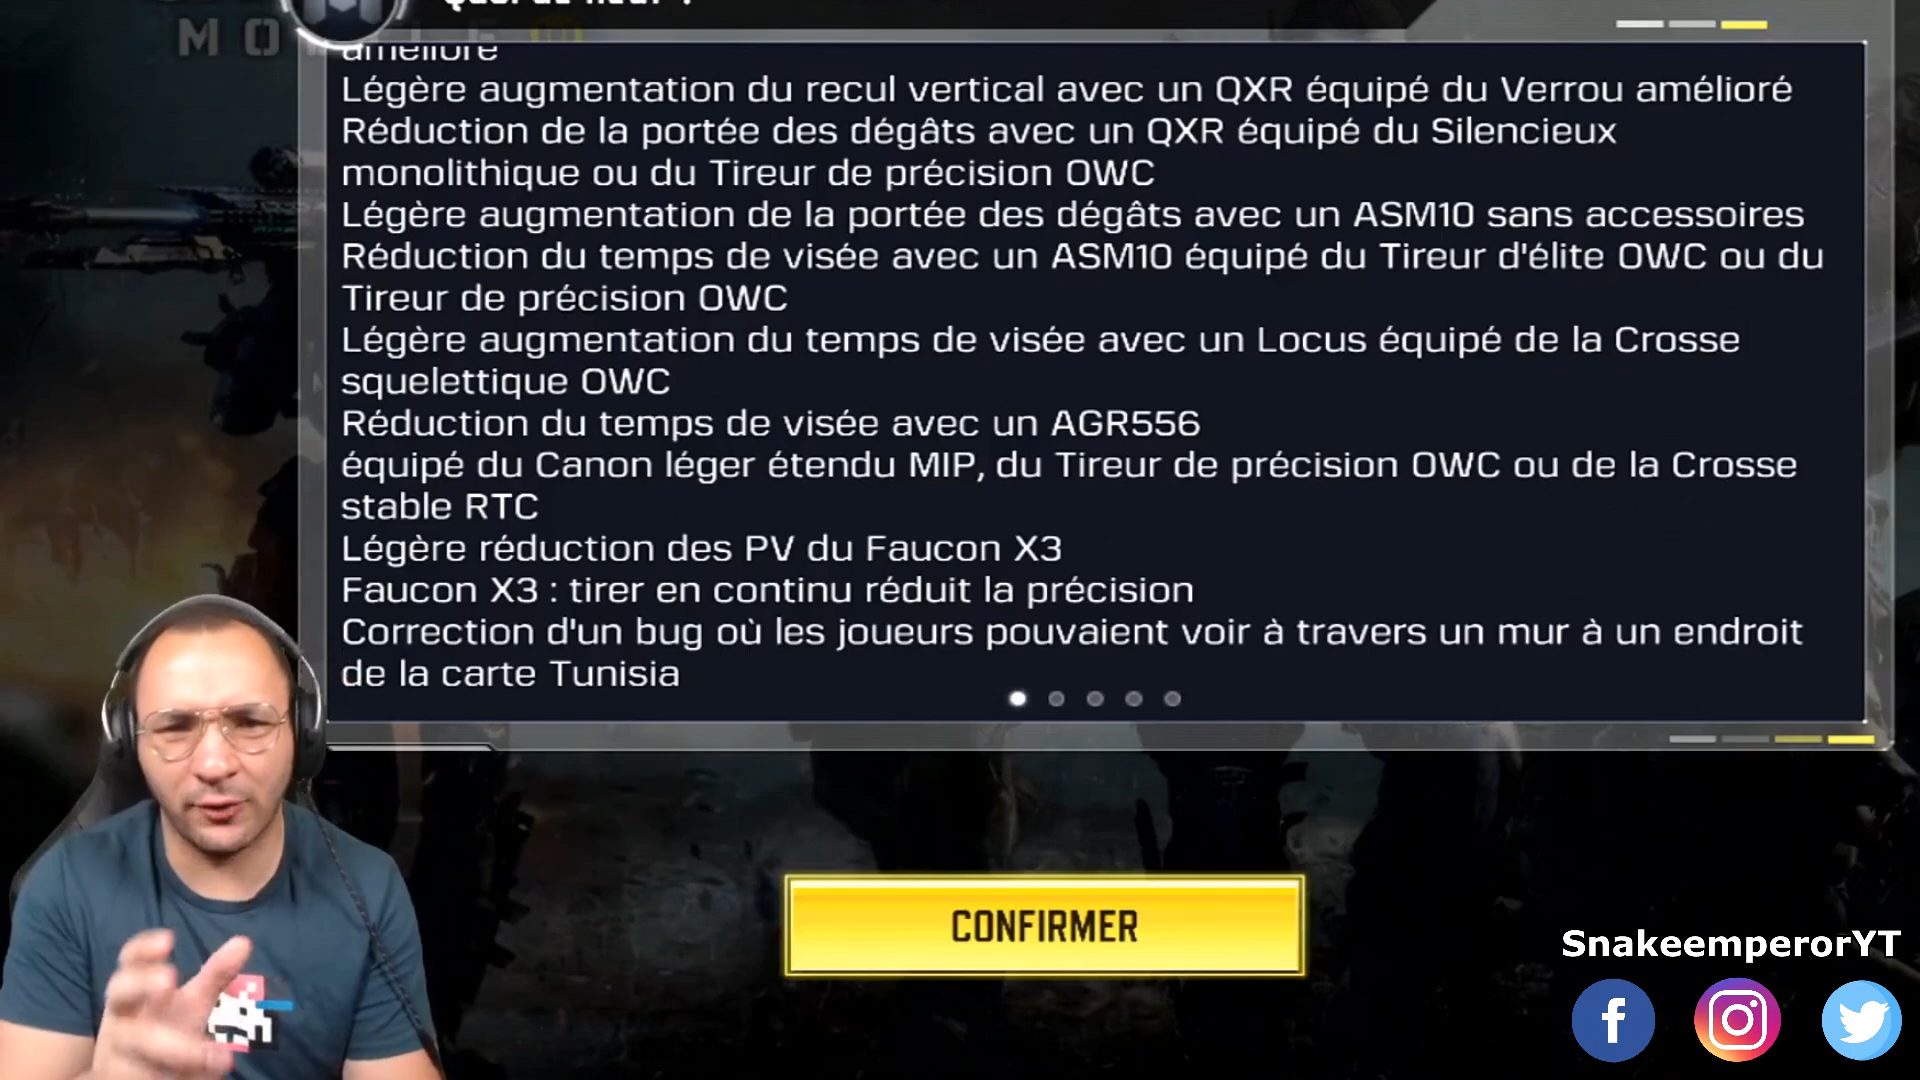 Quoi de neuf ?
MOBILE
amélioré
Légère augmentation du recul vertical avec un QXR équipé du Verrou amélioré
Réduction de la portée des dégâts avec un QXR équipé du Silencieux
monolithique ou du Tireur de précision OWC
Légère augmentation de la portée des dégâts avec un ASM10 sans accessoires
Réduction du temps de visée avec un ASM10 équipé du Tireur d'élite OWC ou du
Tireur de précision OWC
Légère augmentation du temps de visée avec un Locus équipé de la Crosse
squelettique OWC
Réduction du temps de visée avec un AGR556
équipé du Canon léger étendu MIP, du Tireur de précision OWC ou de la Crosse
stable RTC
Légère réduction des PV du Faucon X3
Faucon X3 : tirer en continu réduit la précision
Correction d'un bug où les joueurs pouvaient voir à travers un mur à un endroit
de la carte Tunisia
CONFIRMER
SnakeemperorYT